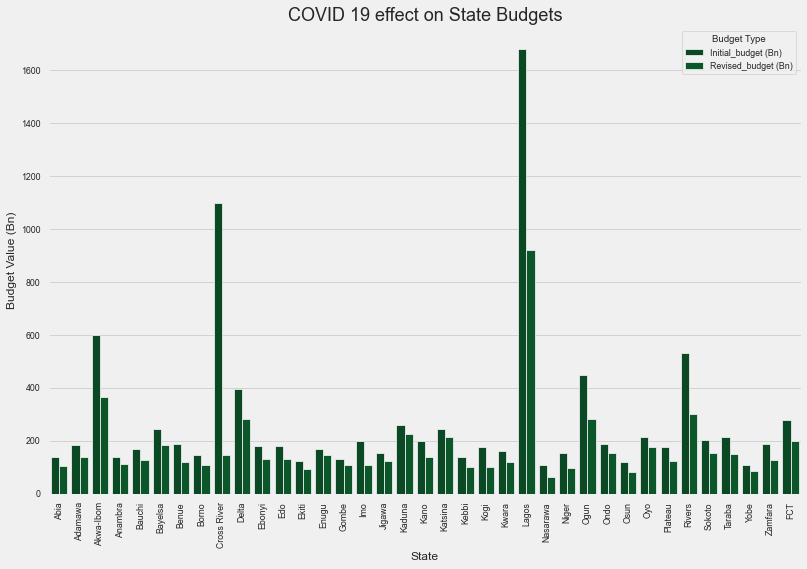 COVID 19 effect on State Budgets
Budget Type
Initial_budget (Bn)
Revised_budget (Bn)
1600
1400
1200
1000
800
600
400
200
0
Budget Value (Bn)
Abia
Adamawa
Akwa-Ibom
Anambra
Bauchi
Bayelsa
Benue
Borno
Cross River
Delta
Ebonyi
Edo
Ekiti
Enugu
Gombe
Imo
Jigawa
Kaduna
Kano
Katsina
Kebbi
Kogi
Kwara
Lagos
Nasarawa
Niger
Ogun
Ondo
Osun
Oyo
Plateau
Rivers
Sokoto
Taraba
Yobe
Zamfara
FCT
State